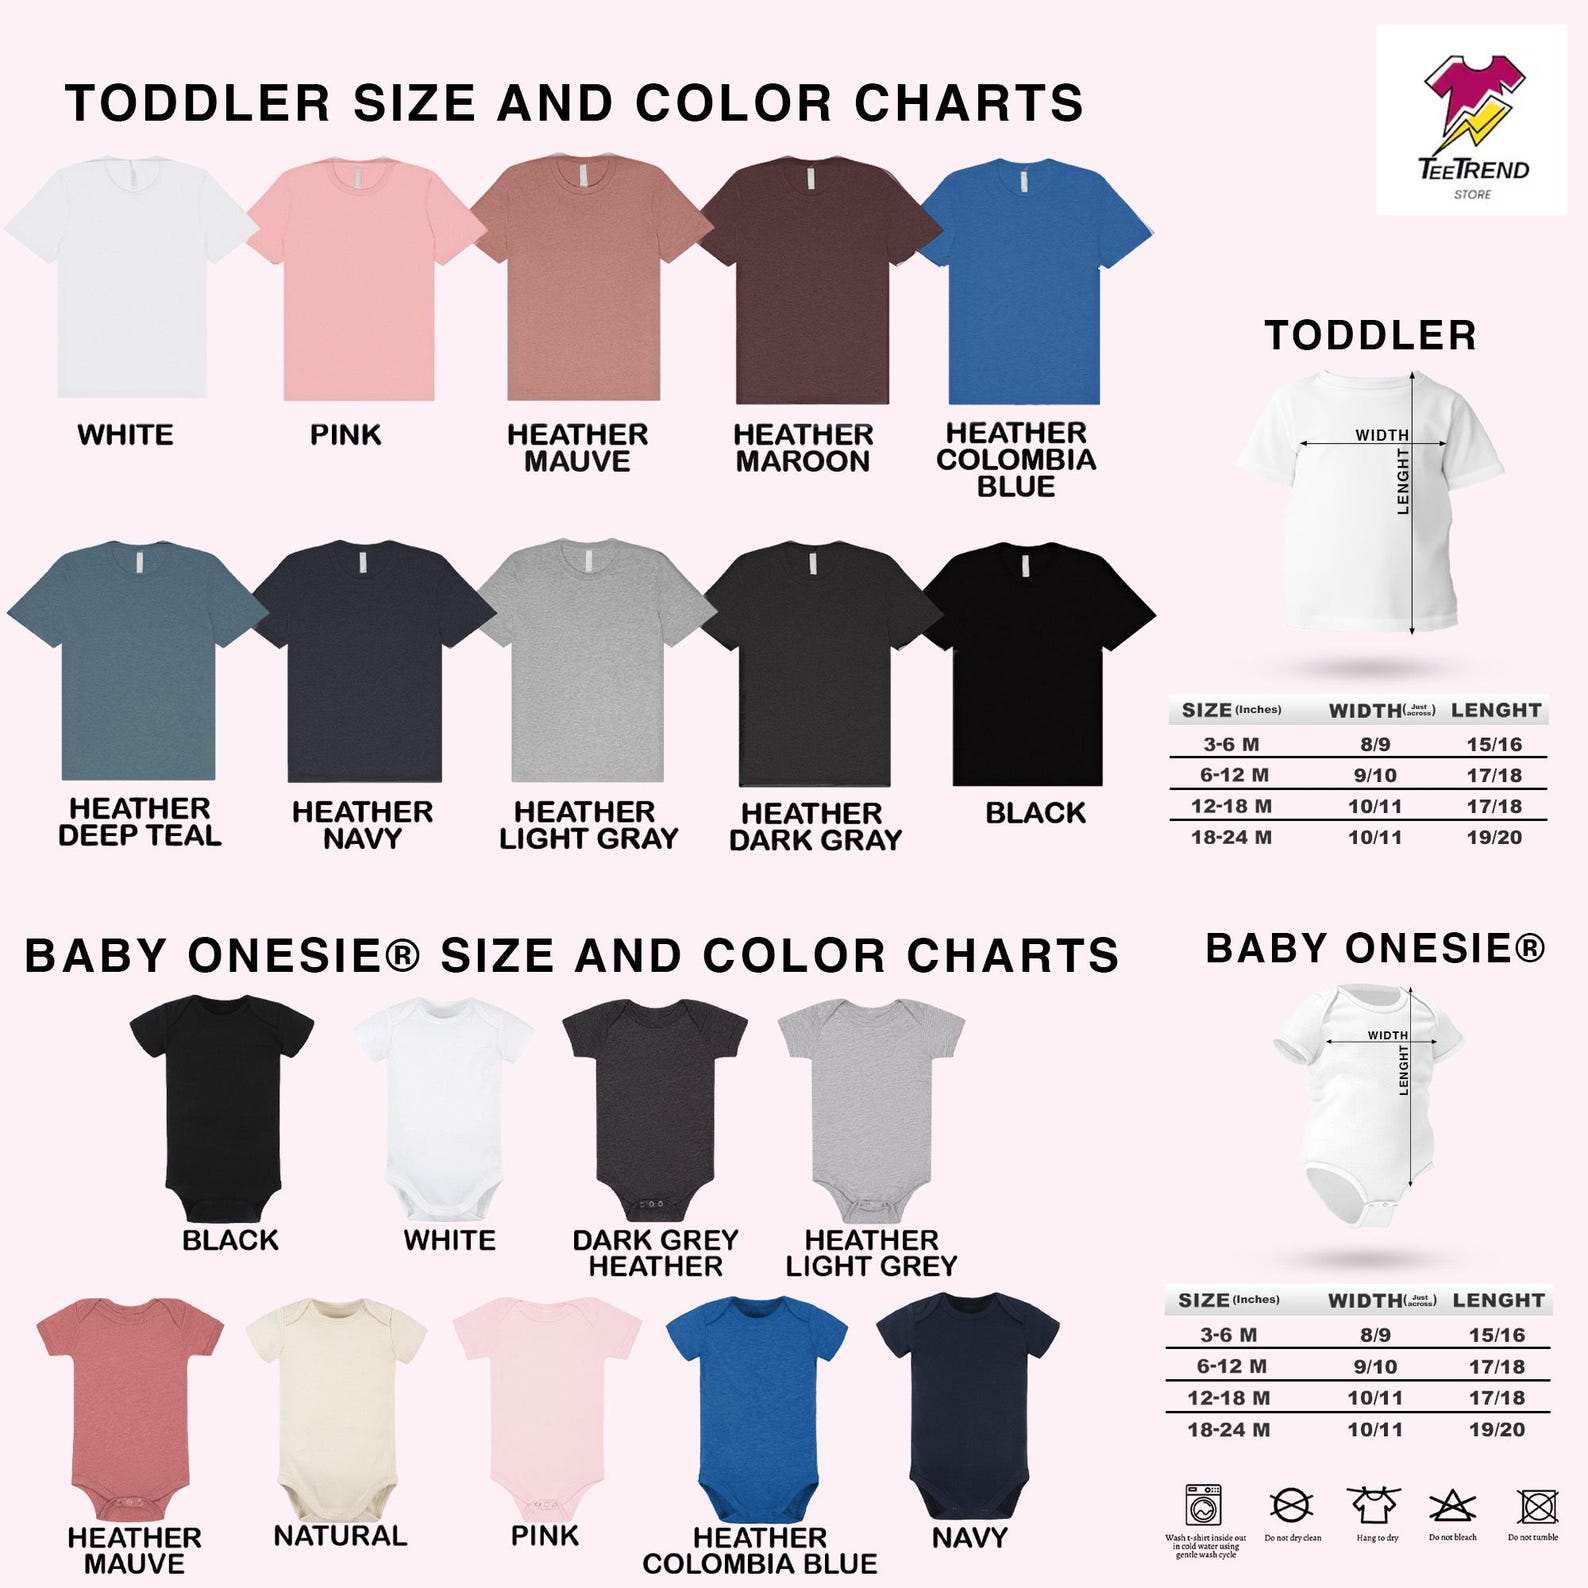 TODDLER SIZE AND COLOR CHARTS
TEETREND
STORE
WHITE
PINK
HEATHER
MAUVE
HEATHER
MAROON
HEATHER
COLOMBIA
BLUE
HEATHER
DEEP TEAL
HEATHER
NAVY
HEATHER
LIGHT GRAY
HEATHER
DARK GRAY
BLACK
TODDLER
WIDTH
LENGHT
SIZE (Inches) WIDTH (Just across) LENGHT
3-6 M 8/9 15/16
6-12 M 9/10 17/18
12-18 M 10/11 17/18
18-24 M 10/11 19/20
BABY ONESIE® SIZE AND COLOR CHARTS
BLACK
WHITE
DARK GREY
HEATHER
HEATHER
LIGHT GREY
HEATHER
MAUVE
NATURAL
PINK
HEATHER
COLOMBIA BLUE
NAVY
BABY ONESIE®
WIDTH
LENGHT
SIZE (Inches) WIDTH (Just across) LENGHT
3-6 M 8/9 15/16
6-12 M 9/10 17/18
12-18 M 10/11 17/18
18-24 M 10/11 19/20
Wash t-shirt inside out
in cold water using
gentle wash cycle
Do not dry clean
Hang to dry
Do not bleach
Do not tumble